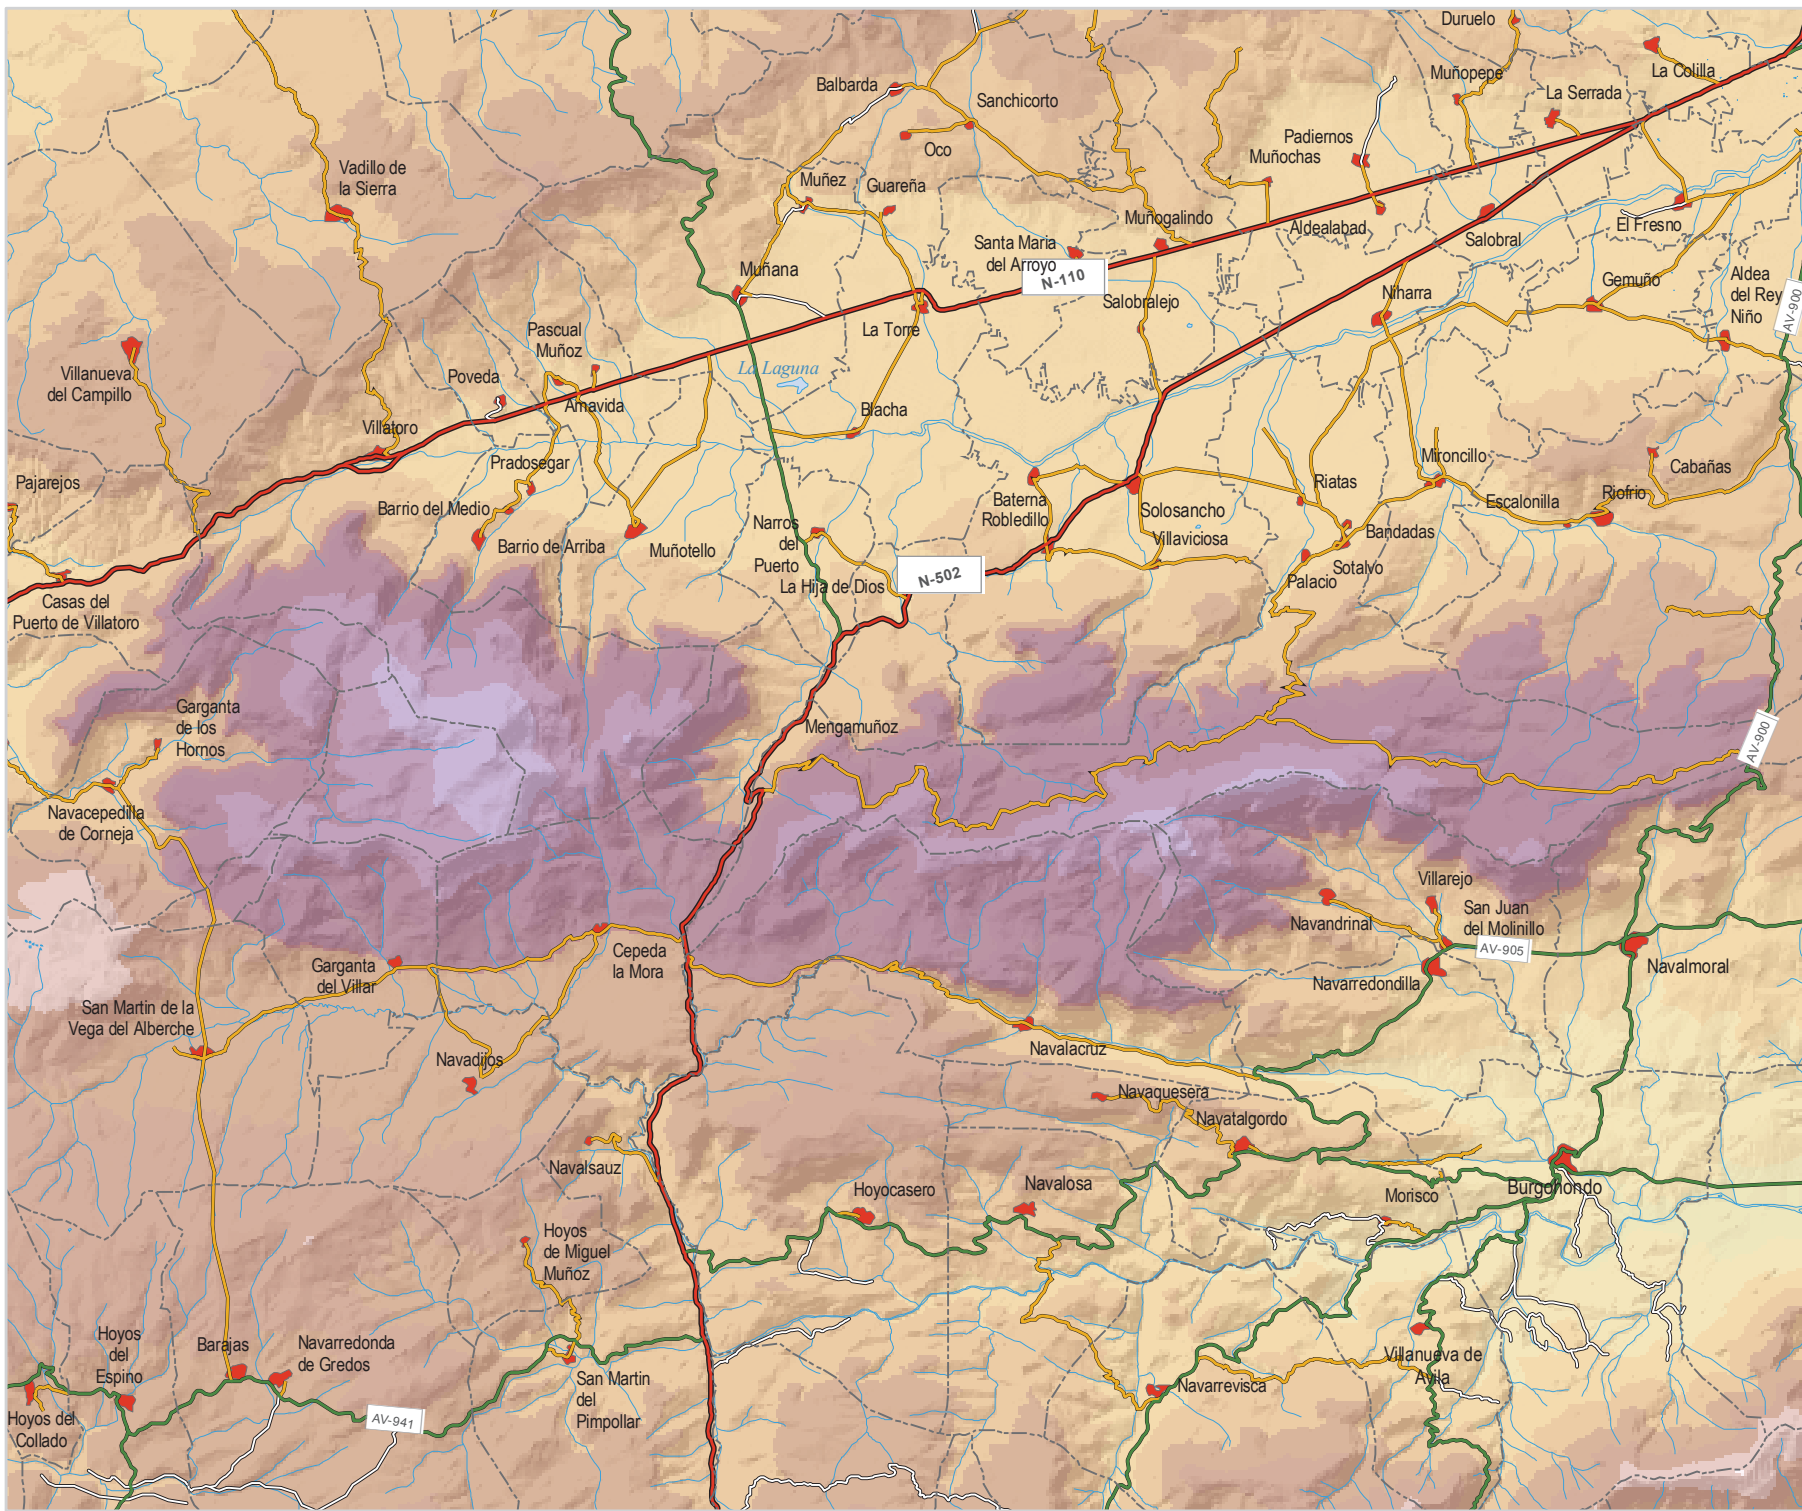 Duruelo
La Colilla
Muñopepe
La Serrada
Balbarda
Sanchicorto
Padiernos
Muñochas
Oco
Vadillo de
la Sierra
Muñez
Guareña
Muñogalindo
Aldealabad
Salobral
El Fresno
Santa Maria
del Arroyo
N-110
Muñana
Salobralejo
Niharra
Gemuño
Aldea
del Rey
Niño
AV-900
La Torre
Pascual
Muñoz
Villanueva
del Campillo
Poveda
La Laguna
Amavida
Blacha
Villatoro
Pradosegar
Mironcillo
Cabañas
Pajarejos
Barrio del Medio
Baterna
Robledillo
Riatas
Escalonilla
Riofrio
Solosancho
Barrio de Arriba
Muñotello
Narros
del
Puerto
Villaviciosa
Bandadas
Sotalvo
Palacio
La Hija de Dios
N-502
Casas del
Puerto de Villatoro
Garganta
de los
Hornos
Mengamuñoz
AV-900
Navacepedilla
de Corneja
Villarejo
Navandrinal
San Juan
del Molinillo
AV-905
Navalmoral
Navarredondilla
Cepeda
la Mora
Garganta
del Villar
San Martin de la
Vega del Alberche
Navadijos
Navalacruz
Navaquesera
Navatalgordo
Navalsauz
Hoyocasero
Navalosa
Morisco
Burgohondo
Hoyos
de Miguel
Muñoz
Hoyos
del
Espino
Barajas
Navarredonda
de Gredos
San Martin
del
Pimpollar
Villanueva de
Avila
Navarrevisca
AV-941
Hoyos del
Collado